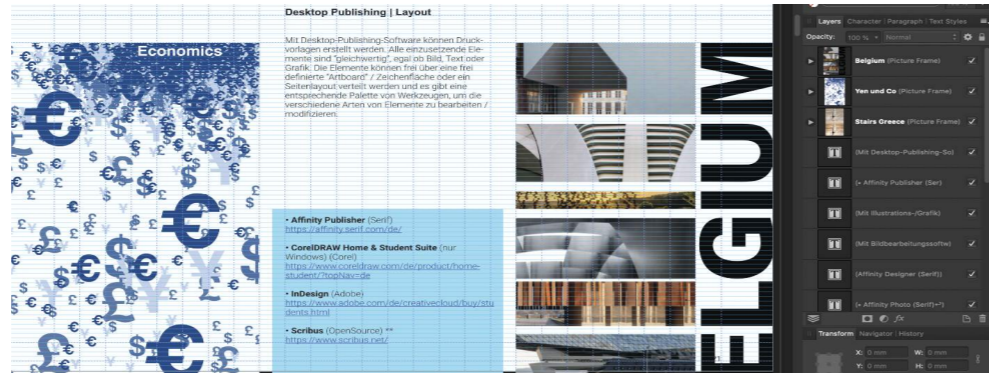 Desktop Publishing | Layout
Economics
Mit Desktop-Publishing-Software können Druck-
vorlagen erstellt werden. Alle einzusetzende Ele-
mente sind "gleichwertig", egal ob Bild, Text oder
Grafik. Die Elemente können frei über eine frei
definierte "Artboard" / Zeichenfläche oder ein
Seitenlayout verteilt werden und es gibt eine
entsprechende Palette von Werkzeugen, um die
verschiedene Arten von Elemente zu bearbeiten /
modifizieren.
• Affinity Publisher (Serif)
https://affinity.serif.com/de/
• CorelDRAW Home & Student Suite (nur
Windows) (Corel)
https://www.coreldraw.com/de/product/home-
student/?topNav=de
• InDesign (Adobe)
https://www.adobe.com/de/creativecloud/buy/stu
dents.html
• Scribus (OpenSource) **
https://www.scribus.net/
ELGIUM
Layers Character Paragraph Text Styles
Opacity: 100 % Normal
Belgium (Picture Frame)
Yen und Co (Picture Frame)
Stairs Greece (Picture Frame)
(Mit Desktop-Publishing-So)
(• Affinity Publisher (Ser)
(Mit Illustrations-/Grafik)
(Mit Bildbearbeitungssoftw)
(Affinity Designer (Serif))
(• Affinity Photo (Serif)↵²)
Transform Navigator History
X: 0 mm W: 0 mm
Y: 0 mm H: 0 mm